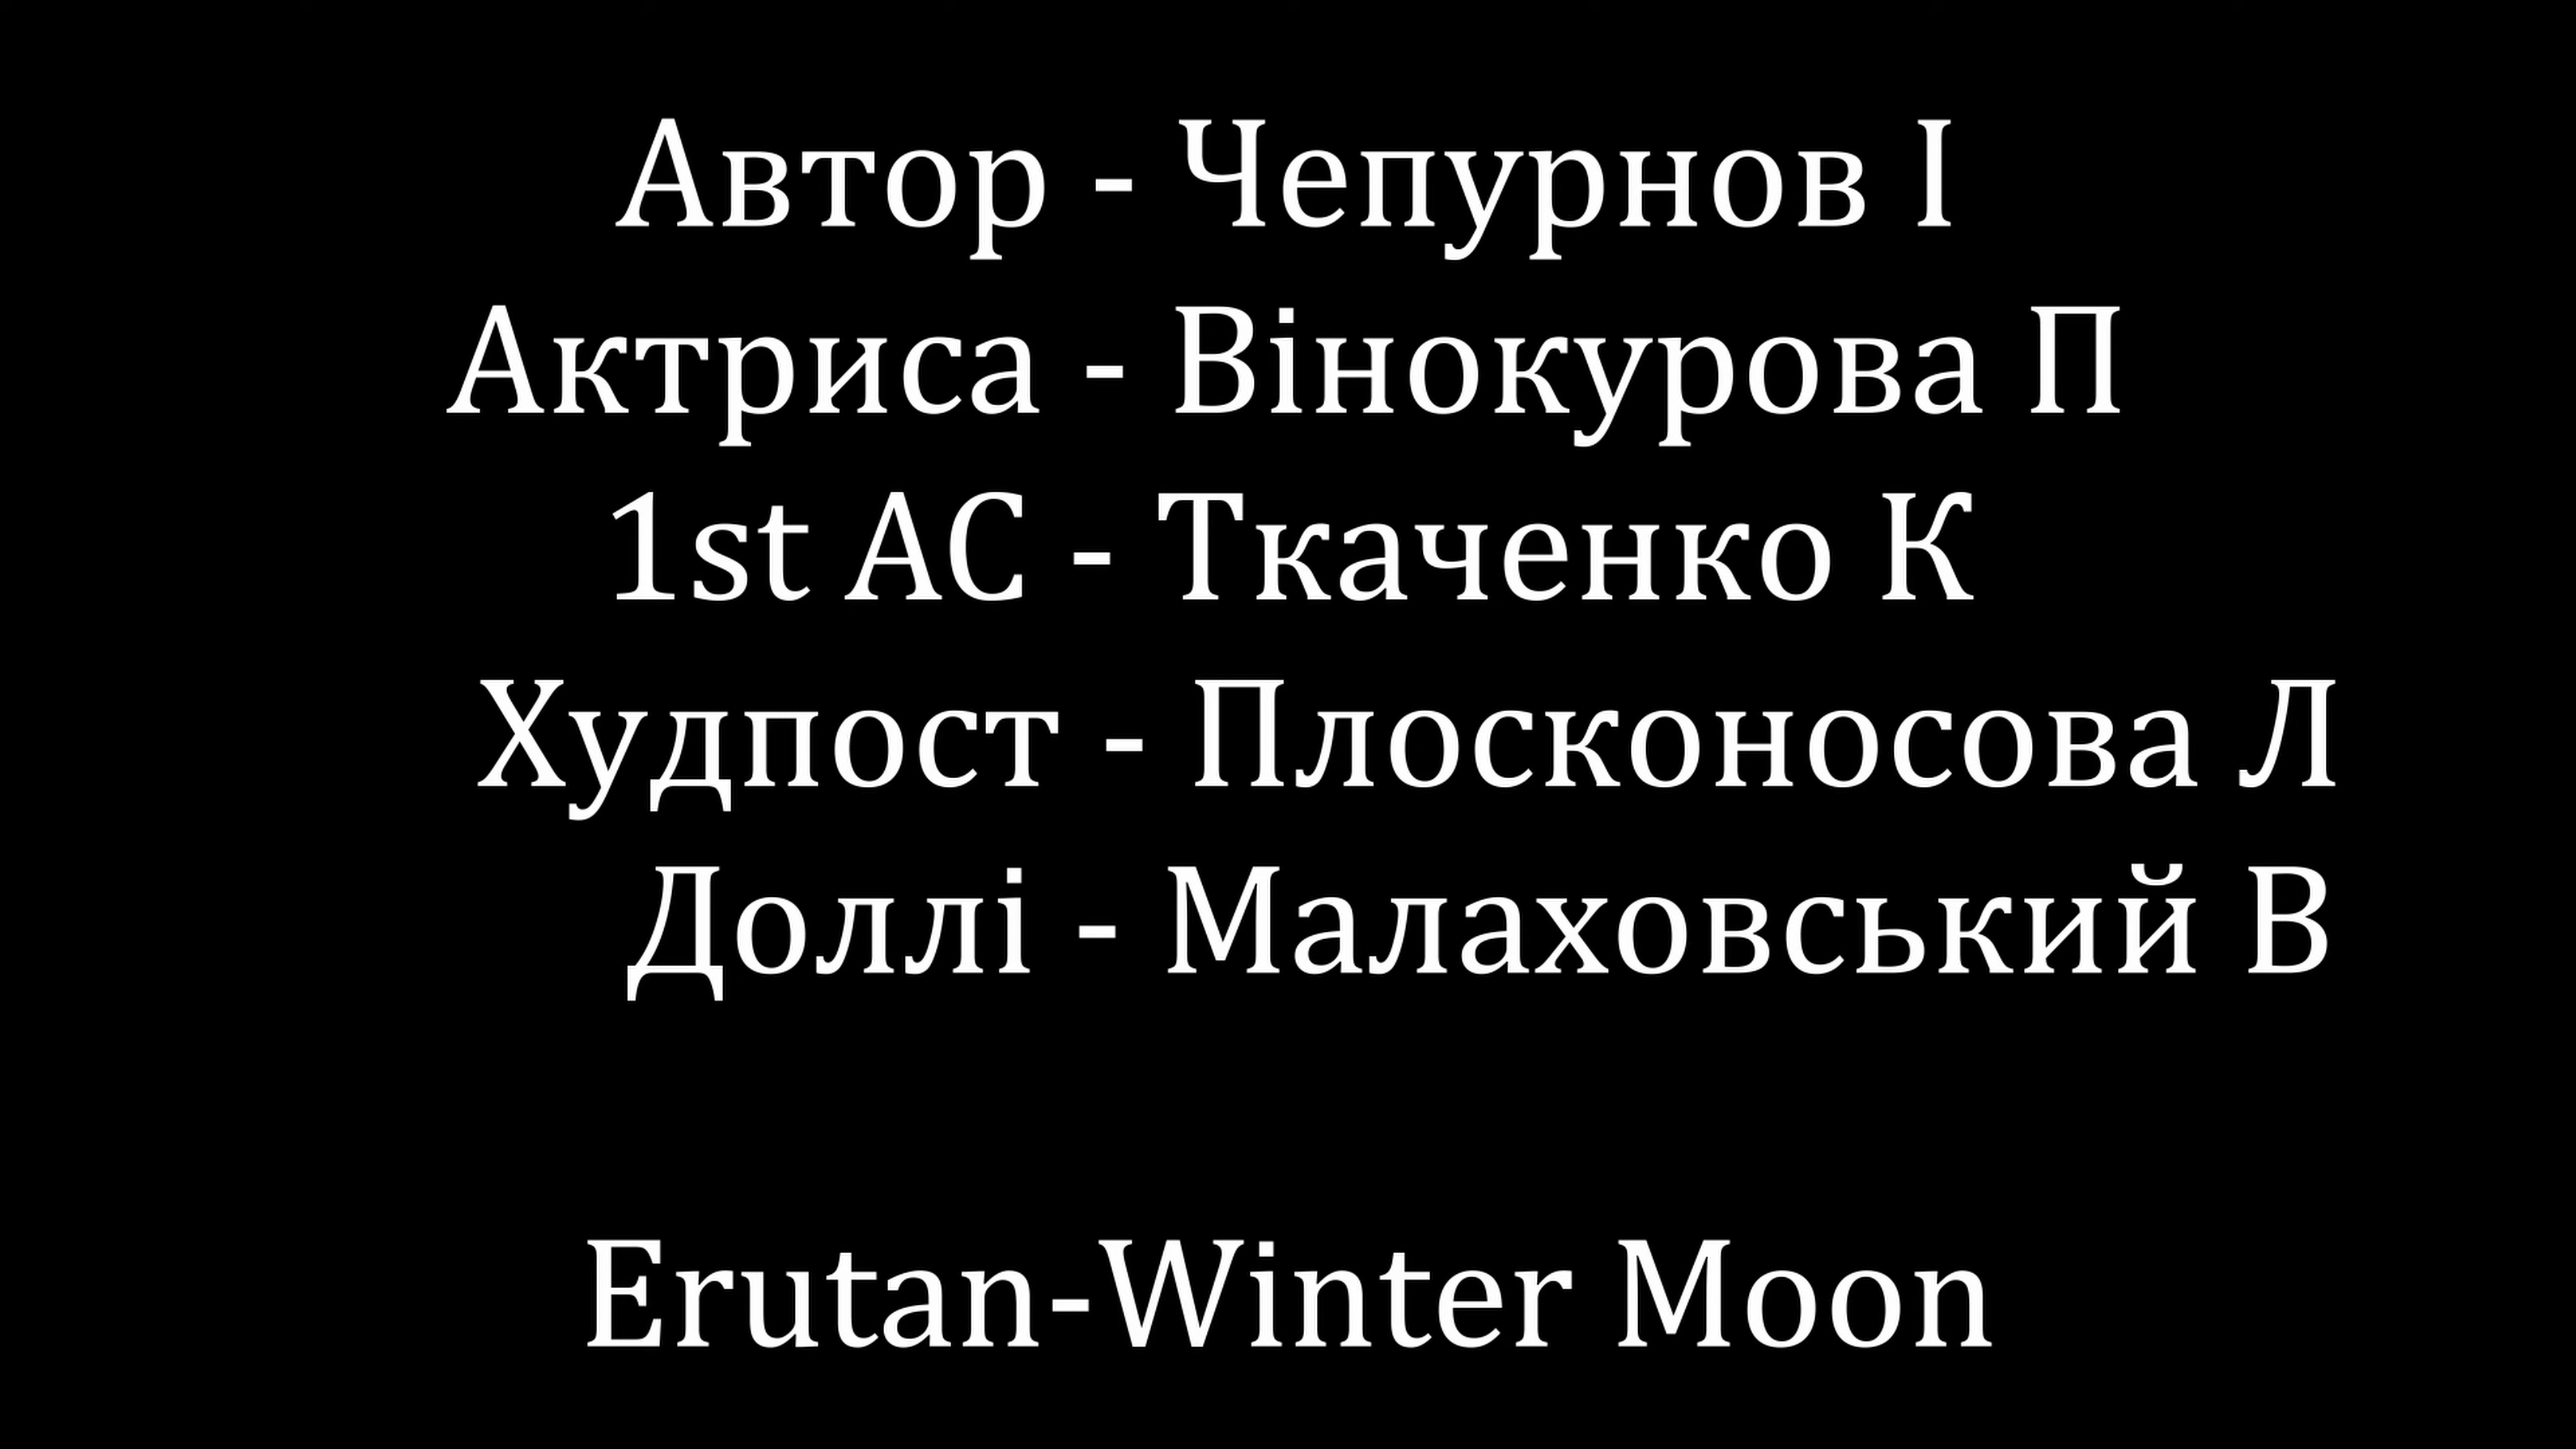 Автор - Чепурнов І
Актриса - Вінокурова П
1st AC - Ткаченко К
Худпост - Плосконосова Л
Доллі - Малаховський В
Erutan-Winter Moon